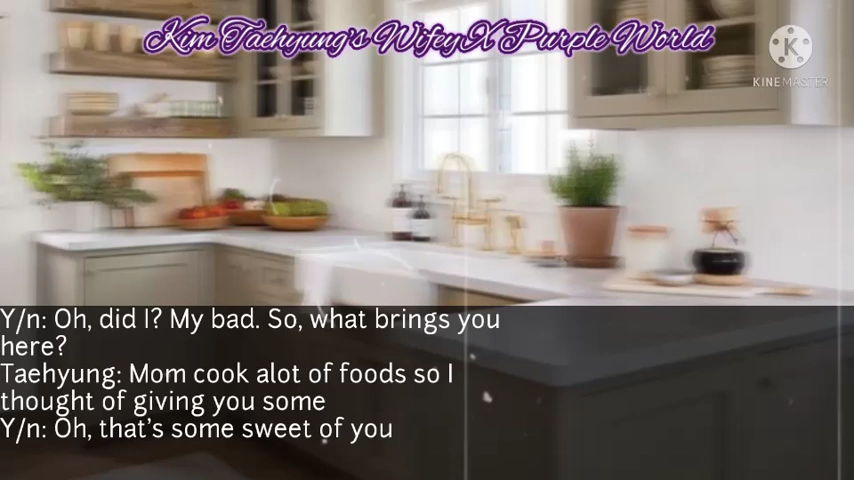 Kim Taehyung's WifeyX Purple World
KINEMASTER
Y/n: Oh, did I? My bad. So, what brings you
here?
Taehyung: Mom cook alot of foods so I
thought of giving you some
Y/n: Oh, that's some sweet of you